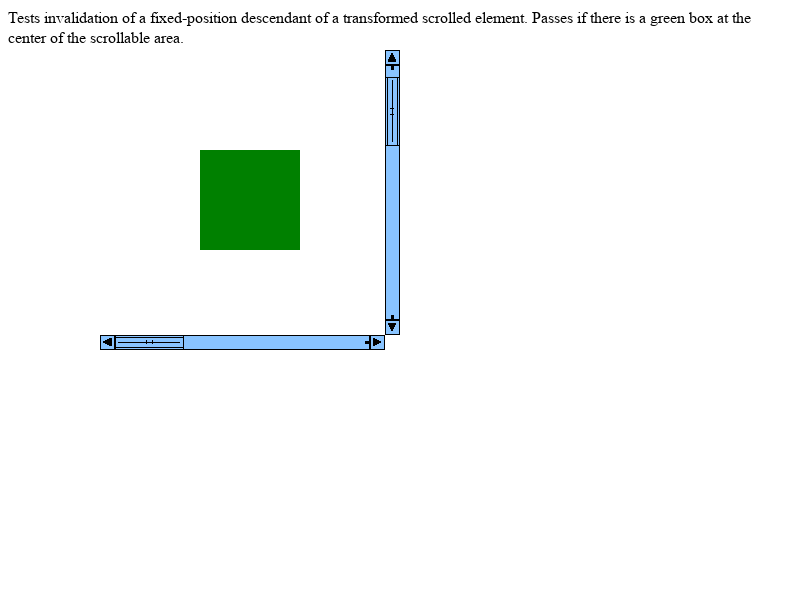 Tests invalidation of a fixed-position descendant of a transformed scrolled element. Passes if there is a green box at the
center of the scrollable area.